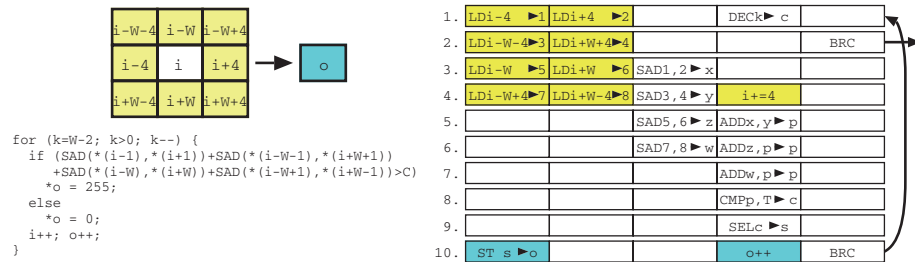 i-W-4 i-W i-W+4
i-4 i i+4
i+W-4 i+W i+W+4
o
for (k=W-2; k>0; k--) {
if (SAD(*(i-1),*(i+1))+SAD(*(i-W-1),*(i+W+1))
+SAD(*(i-W),*(i+W))+SAD(*(i-W+1),*(i+W-1))>C)
*o = 255;
else
*o = 0;
i++; o++;
}
1. LDi-4 ►1 LDi+4 ►2 DECk► c
2. LDi-W-4►3 LDi+W+4►4 BRC
3. LDi-W ►5 LDi+W ►6 SAD1,2► x
4. LDi-W+4►7 LDi+W-4►8 SAD3,4► y i+=4
5. SAD5,6► z ADDx,y► p
6. SAD7,8► w ADDz,p► p
7. ADDw,p► p
8. CMPp,T► c
9. SELc ►s
10. ST s ►o o++ BRC